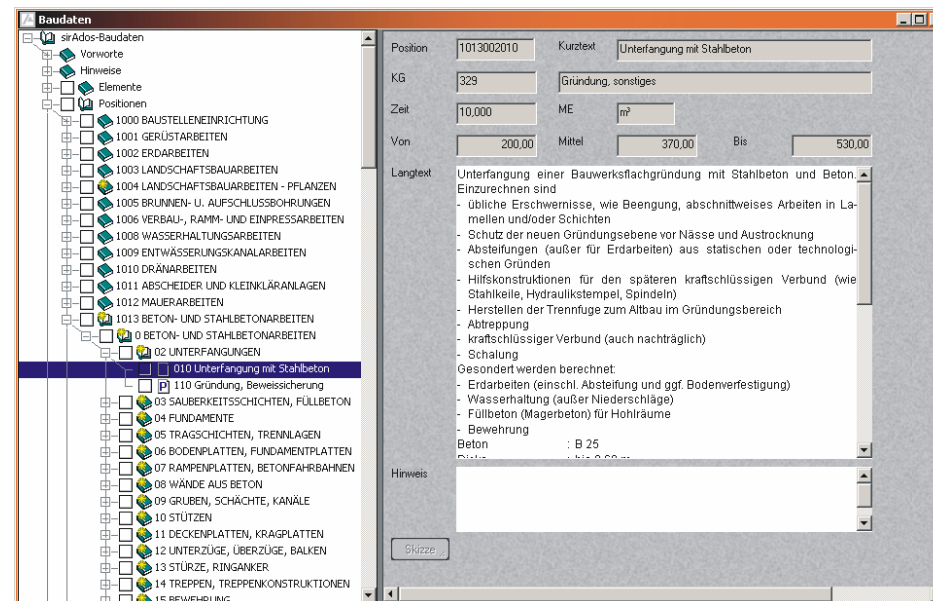 Baudaten
sirAdos-Baudaten
Vorworte
Hinweise
Elemente
Positionen
1000 BAUSTELLENEINRICHTUNG
1001 GERÜSTARBEITEN
1002 ERDARBEITEN
1003 LANDSCHAFTSBAUARBEITEN
1004 LANDSCHAFTSBAUARBEITEN - PFLANZEN
1005 BRUNNEN- U. AUFSCHLUSSBOHRUNGEN
1006 VERBAU-, RAMM- UND EINPRESSARBEITEN
1008 WASSERHALTUNGSARBEITEN
1009 ENTWÄSSERUNGSKANALARBEITEN
1010 DRÄNARBEITEN
1011 ABSCHEIDER UND KLEINKLÄRANLAGEN
1012 MAUERARBEITEN
1013 BETON- UND STAHLBETONARBEITEN
0 BETON- UND STAHLBETONARBEITEN
02 UNTERFANGUNGEN
010 Unterfangung mit Stahlbeton
P 110 Gründung, Beweissicherung
03 SAUBERKEITSSCHICHTEN, FÜLLBETON
04 FUNDAMENTE
05 TRAGSCHICHTEN, TRENNLAGEN
06 BODENPLATTEN, FUNDAMENTPLATTEN
07 RAMPENPLATTEN, BETONFAHRBAHNEN
08 WÄNDE AUS BETON
09 GRUBEN, SCHÄCHTE, KANÄLE
10 STÜTZEN
11 DECKENPLATTEN, KRAGPLATTEN
12 UNTERZÜGE, ÜBERZÜGE, BALKEN
13 STÜRZE, RINGANKER
14 TREPPEN, TREPPENKONSTRUKTIONEN
15 BEWEHRUNG
Position 1013002010 Kurztext Unterfangung mit Stahlbeton
KG 329 Gründung, sonstiges
Zeit 10,000 ME m³
Von 200,00 Mittel 370,00 Bis 530,00
Langtext
Unterfangung einer Bauwerksflachgründung mit Stahlbeton und Beton.
Einzurechnen sind
- übliche Erschwernisse, wie Beengung, abschnittweises Arbeiten in La-
mellen und/oder Schichten
- Schutz der neuen Gründungsebene vor Nässe und Austrocknung
- Absteifungen (außer für Erdarbeiten) aus statischen oder technologi-
schen Gründen
- Hilfskonstruktionen für den späteren kraftschlüssigen Verbund (wie
Stahlkeile, Hydraulikstempel, Spindeln)
- Herstellen der Trennfuge zum Altbau im Gründungsbereich
- Abtreppung
- kraftschlüssiger Verbund (auch nachträglich)
- Schalung
Gesondert werden berechnet:
- Erdarbeiten (einschl. Absteifung und ggf. Bodenverfestigung)
- Wasserhaltung (außer Niederschläge)
- Füllbeton (Magerbeton) für Hohlräume
- Bewehrung
Beton : B 25
Hinweis
Skizze